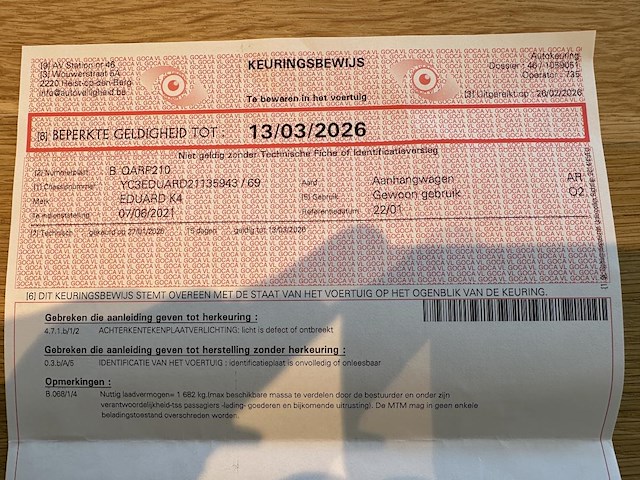 [9] AV Station nr 46
[3] Wouwerstraat 6A
2220 Heist-op-den-Berg
info@autoveiligheid.be
KEURINGSBEWIJS
Te bewaren in het voertuig
Autokeuring
Dossier : 46 / 1059051
Operator : 735
[3] Uitgereikt op : 26/02/2026
[8] BEPERKTE GELDIGHEID TOT : 13/03/2026
Niet geldig zonder Technische Fiche of Identificatieverslag
[2] Nummerplaat B QARF210
[1] Chassisnummer YC3EDUARD21135943 / 69 Aard Aanhangwagen AR
Merk EDUARD K4 [5] Gebruik Gewoon gebruik Q2
1e indienststelling 07/06/2021 Referentiedatum 22/01
[7] Technisch gekeurd op 27/01/2026 15 dagen geldig tot 13/03/2026
[6] DIT KEURINGSBEWIJS STEMT OVEREEN MET DE STAAT VAN HET VOERTUIG OP HET OGENBLIK VAN DE KEURING.
Gebreken die aanleiding geven tot herkeuring :
4.7.1.b/1/2 ACHTERKENTEKENPLAATVERLICHTING: licht is defect of ontbreekt
Gebreken die aanleiding geven tot herstelling zonder herkeuring :
0.3.b/A/5 IDENTIFICATIE VAN HET VOERTUIG : identificatieplaat is onvolledig of onleesbaar
Opmerkingen :
B.068/1/4 Nuttig laadvermogen= 1 682 kg.(max beschikbare massa te verdelen door de bestuurder en onder zijn
verantwoordelijkheid-tss passagiers -lading- goederen en bijkomende uitrusting). De MTM mag in geen enkele
beladingstoestand overschreden worden.